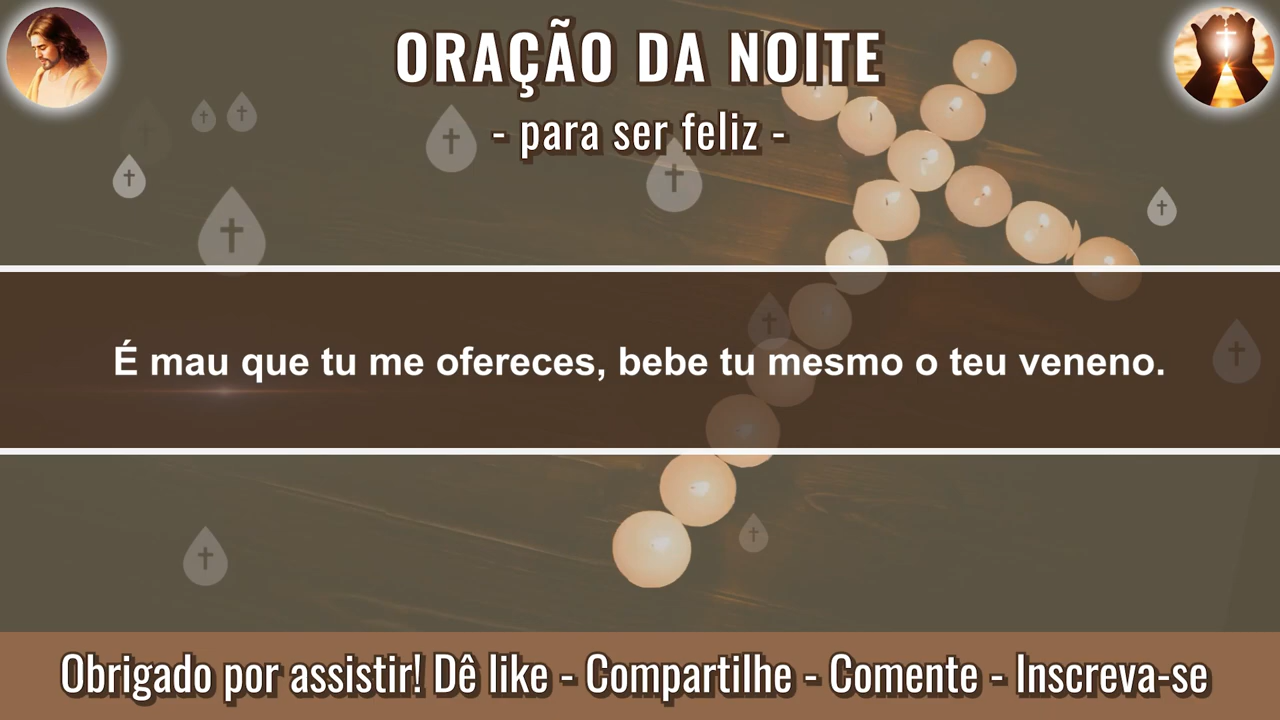 ORAÇÃO DA NOITE
- para ser feliz -
É mau que tu me ofereces, bebe tu mesmo o teu veneno.
Obrigado por assistir! Dê like - Compartilhe - Comente - Inscreva-se